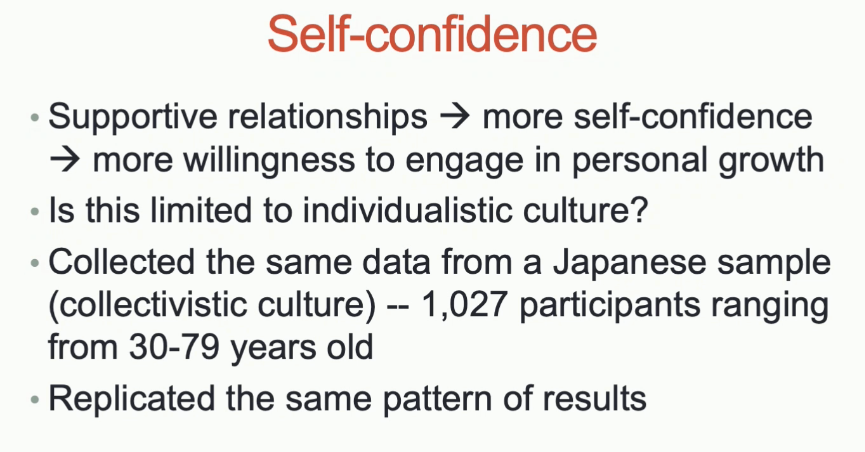 Self-confidence
• Supportive relationships → more self-confidence
→ more willingness to engage in personal growth
• Is this limited to individualistic culture?
• Collected the same data from a Japanese sample
(collectivistic culture) -- 1,027 participants ranging
from 30-79 years old
• Replicated the same pattern of results